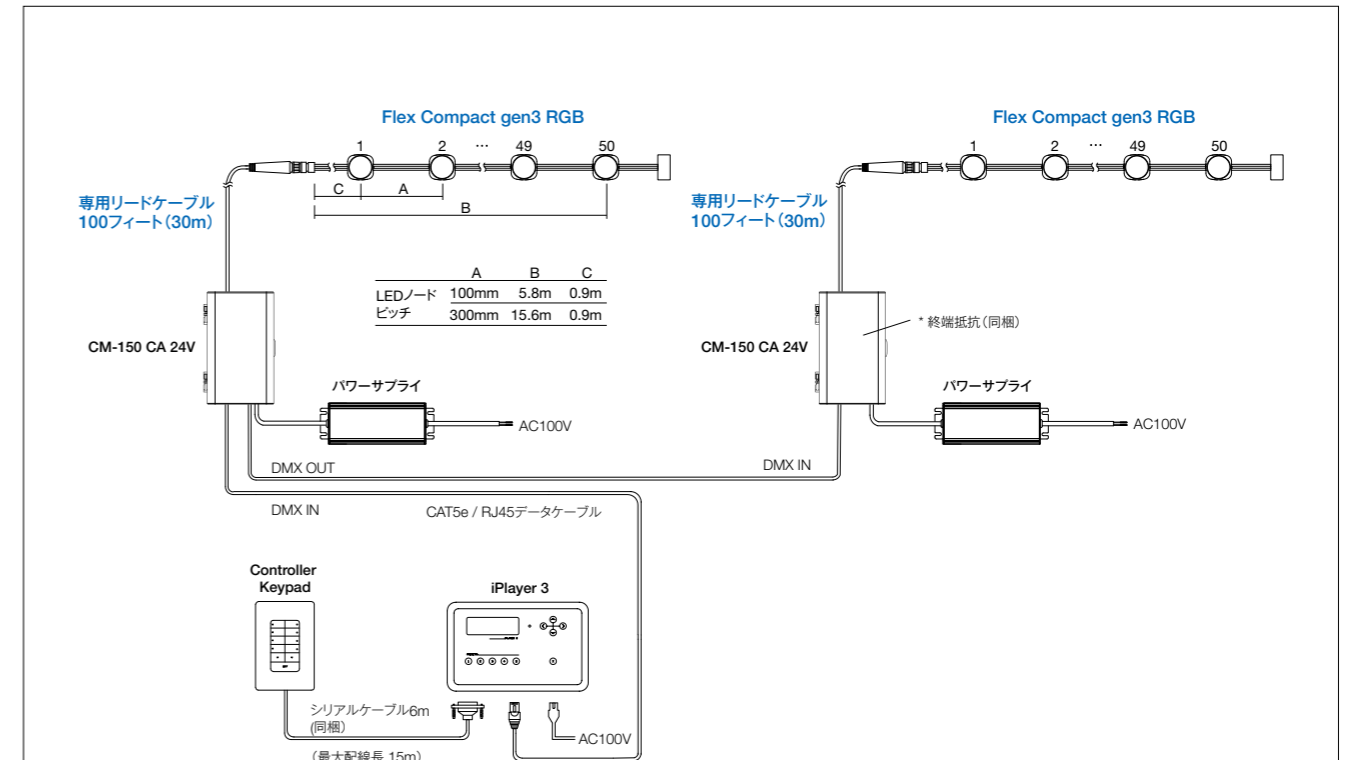 Flex Compact gen3 RGB
Flex Compact gen3 RGB
1 2 … 49 50
1 2 … 49 50
C A
B
専用リードケーブル
100フィート（30m）
専用リードケーブル
100フィート（30m）
A B C
LEDノード 100mm 5.8m 0.9m
ピッチ 300mm 15.6m 0.9m
* 終端抵抗（同梱）
CM-150 CA 24V
CM-150 CA 24V
パワーサプライ
パワーサプライ
AC100V
AC100V
DMX OUT
DMX IN
DMX IN
CAT5e / RJ45データケーブル
Controller
Keypad
iPlayer 3
シリアルケーブル6m
(同梱）
AC100V
（最大配線長 15m）